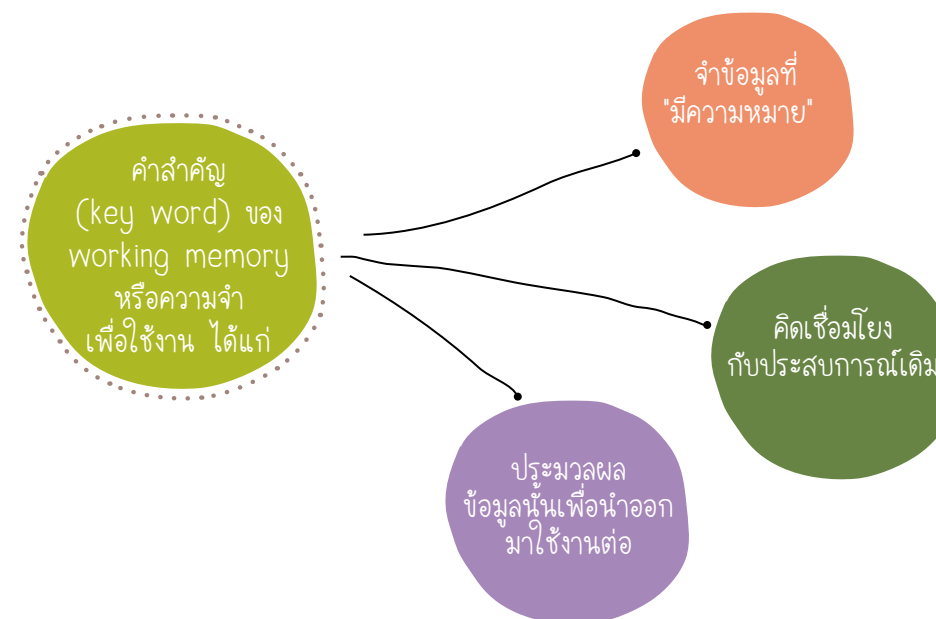 คำสำคัญ
(key word) ของ
working memory
หรือความจำ
เพื่อใช้งาน ได้แก่
จำข้อมูลที่
"มีความหมาย"
คิดเชื่อมโยง
กับประสบการณ์เดิม
ประมวลผล
ข้อมูลนั้นเพื่อนำออก
มาใช้งานต่อ